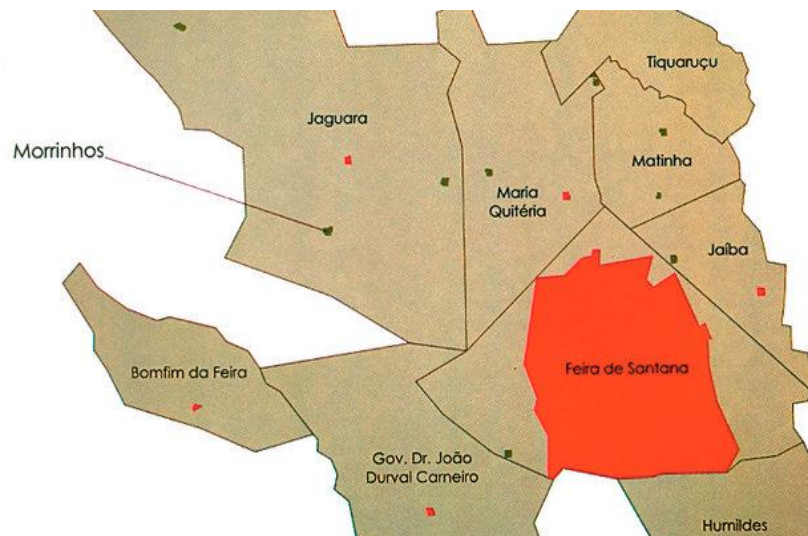 Tiquaruçu
Jaguara
Morrinhos
Matinha
Maria
Quitéria
Jaíba
Bomfim da Feira
Feira de Santana
Gov. Dr. João
Durval Carneiro
Humildes